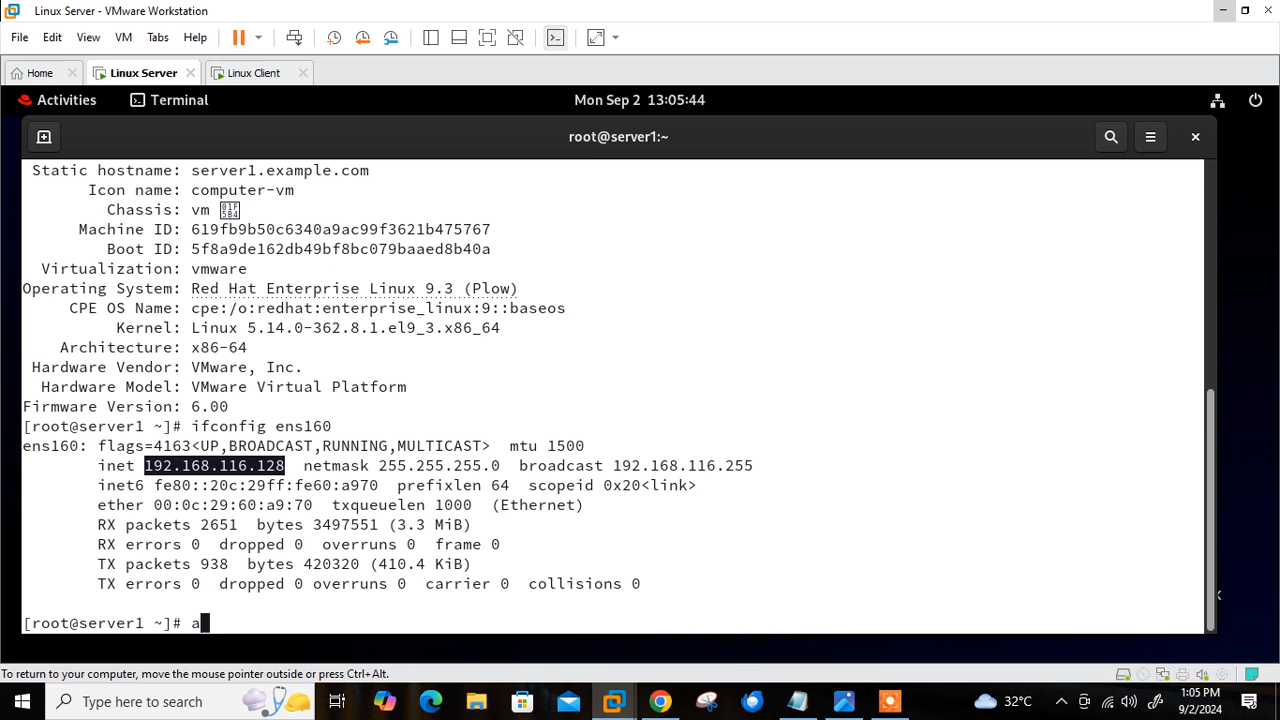 Linux Server - VMware Workstation
File Edit View VM Tabs Help
Home Linux Server Linux Client
Activities Terminal Mon Sep 2 13:05:44
root@server1:~
Static hostname: server1.example.com
Icon name: computer-vm
Chassis: vm
Machine ID: 619fb9b50c6340a9ac99f3621b475767
Boot ID: 5f8a9de162db49bf8bc079baaed8b40a
Virtualization: vmware
Operating System: Red Hat Enterprise Linux 9.3 (Plow)
CPE OS Name: cpe:/o:redhat:enterprise_linux:9::baseos
Kernel: Linux 5.14.0-362.8.1.el9_3.x86_64
Architecture: x86-64
Hardware Vendor: VMware, Inc.
Hardware Model: VMware Virtual Platform
Firmware Version: 6.00
[root@server1 ~]# ifconfig ens160
ens160: flags=4163<UP,BROADCAST,RUNNING,MULTICAST> mtu 1500
inet 192.168.116.128 netmask 255.255.255.0 broadcast 192.168.116.255
inet6 fe80::20c:29ff:fe60:a970 prefixlen 64 scopeid 0x20<link>
ether 00:0c:29:60:a9:70 txqueuelen 1000 (Ethernet)
RX packets 2651 bytes 3497551 (3.3 MiB)
RX errors 0 dropped 0 overruns 0 frame 0
TX packets 938 bytes 420320 (410.4 KiB)
TX errors 0 dropped 0 overruns 0 carrier 0 collisions 0
[root@server1 ~]# a
To return to your computer, move the mouse pointer outside or press Ctrl+Alt.
Type here to search 32°C 1:05 PM
9/2/2024